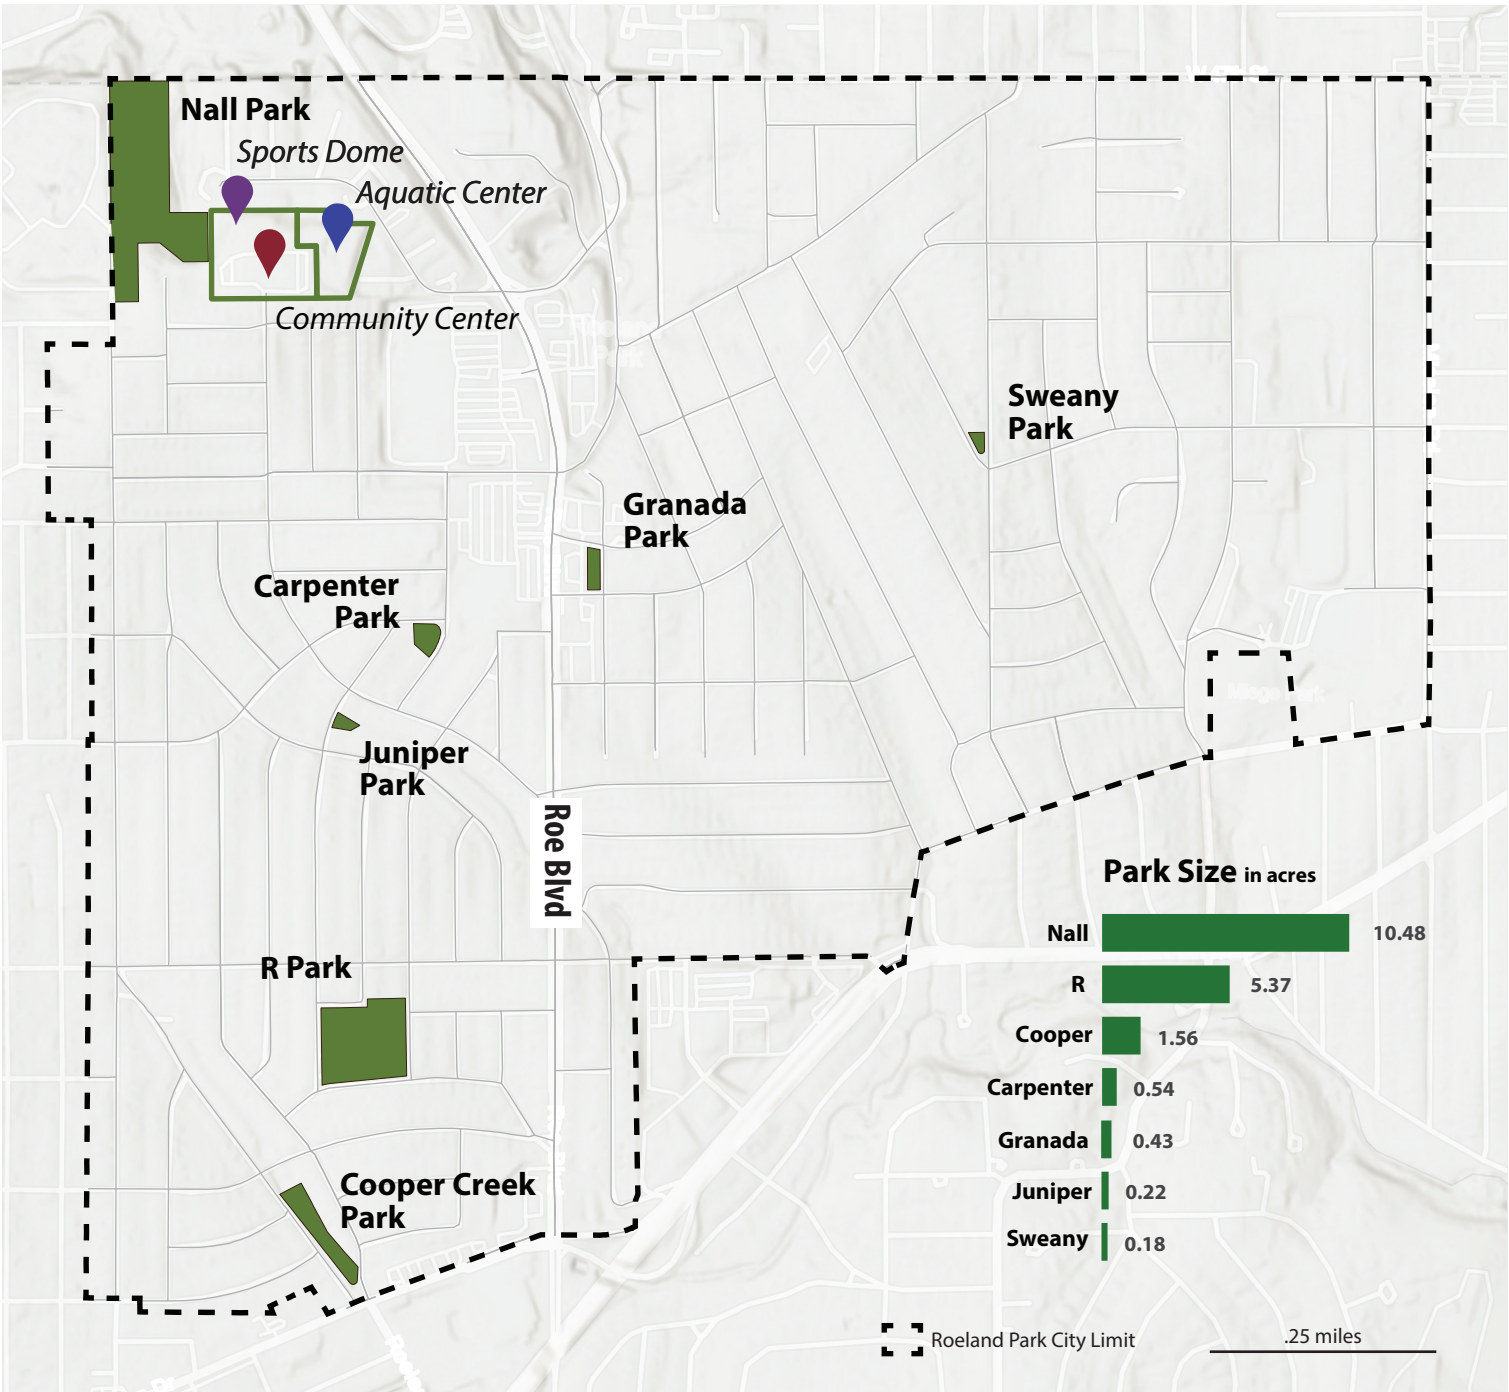 Nall Park
Sports Dome
Aquatic Center
Community Center
Sweany
Park
Granada
Park
Carpenter
Park
Juniper
Park
Roe Blvd
R Park
Cooper Creek
Park
Park Size in acres
Nall 10.48
R 5.37
Cooper 1.56
Carpenter 0.54
Granada 0.43
Juniper 0.22
Sweany 0.18
Roeland Park City Limit
.25 miles